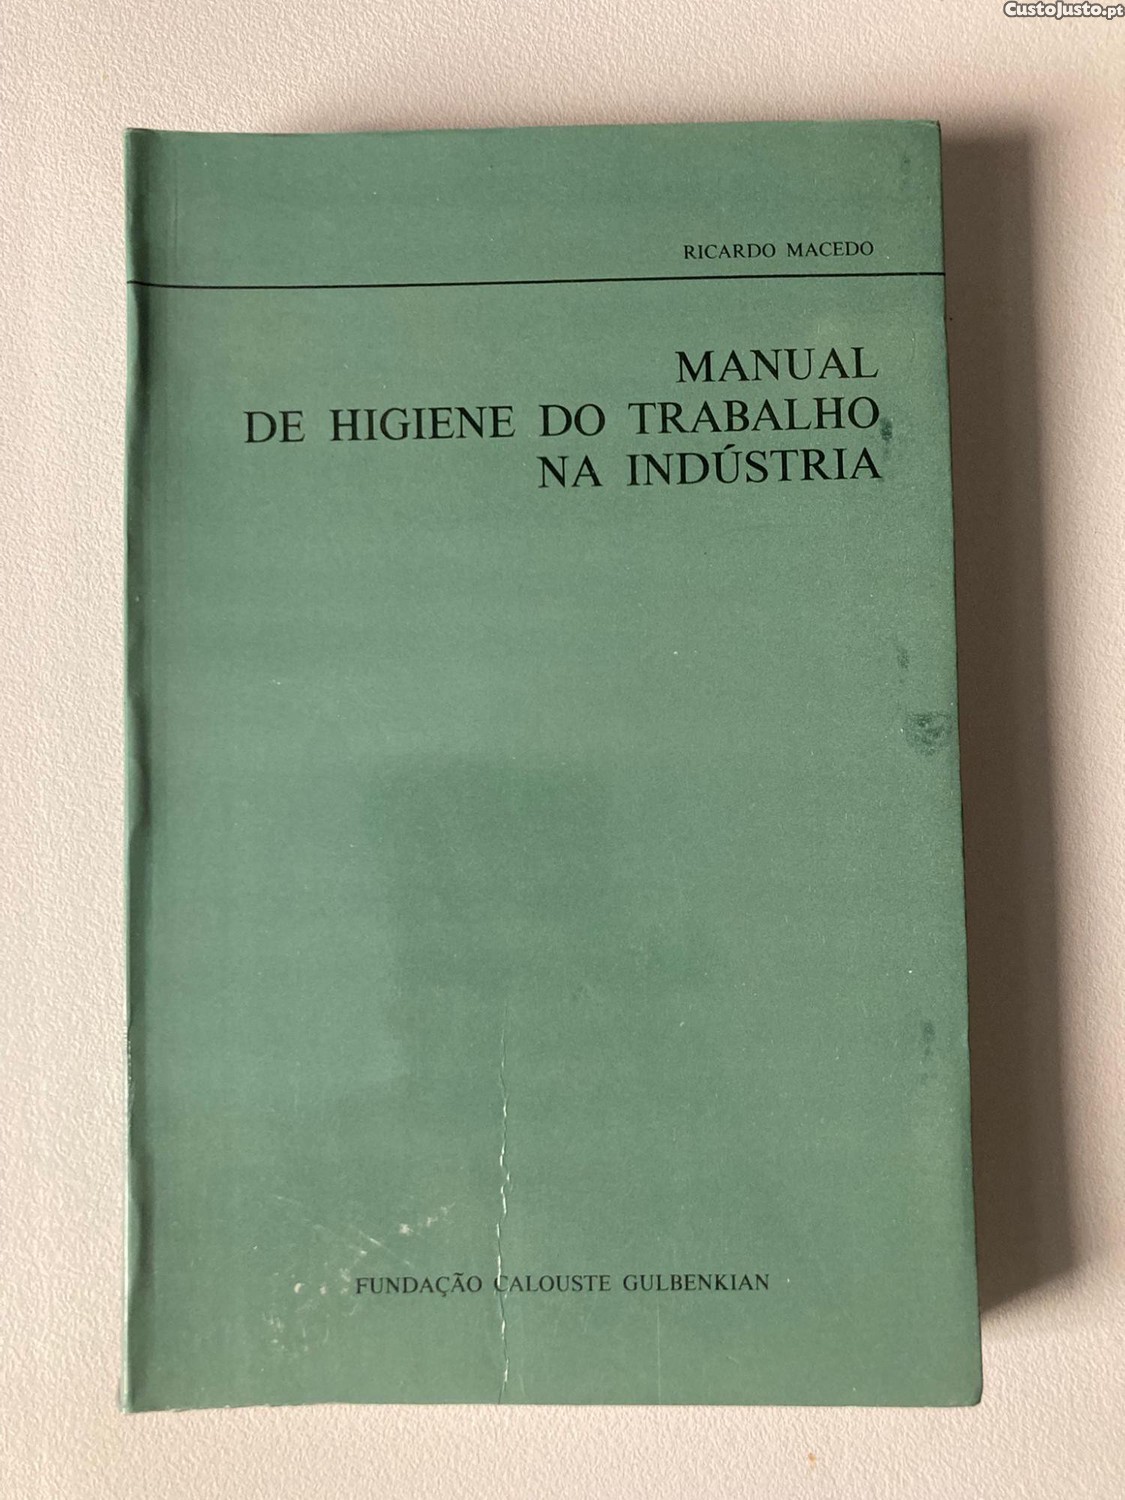 CustoJusto.pt
RICARDO MACEDO
MANUAL
DE HIGIENE DO TRABALHO
NA INDÚSTRIA
FUNDAÇÃO CALOUSTE GULBENKIAN